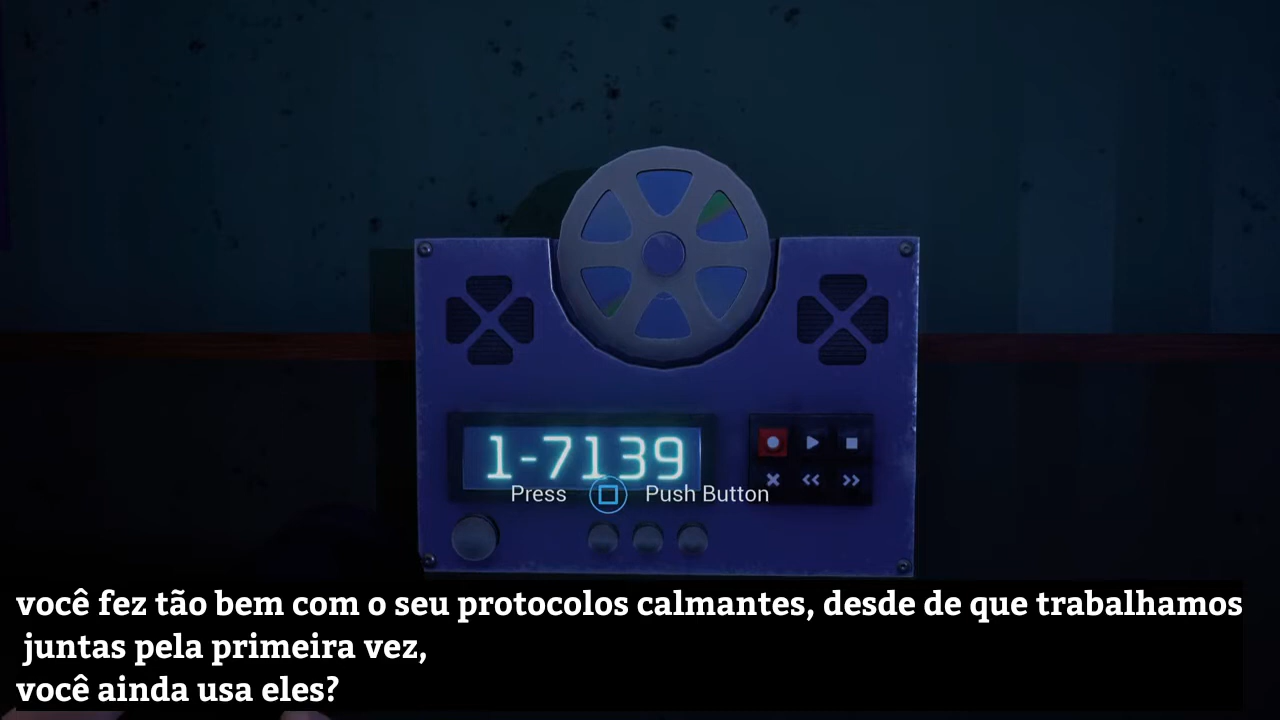 1-7139
Press □ Push Button
você fez tão bem com o seu protocolos calmantes, desde de que trabalhamos
juntas pela primeira vez,
você ainda usa eles?